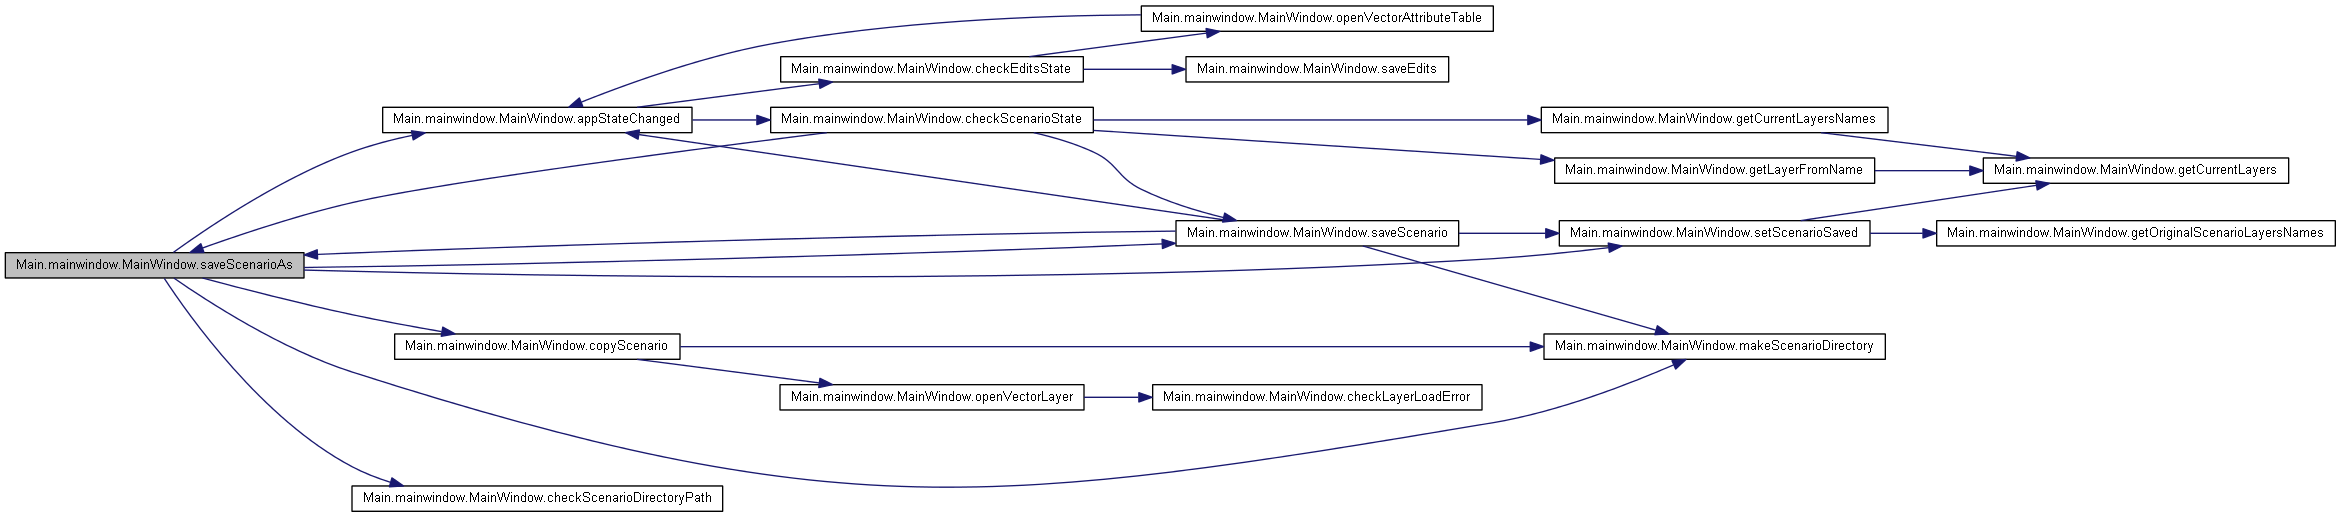 Main.mainwindow.MainWindow.openVectorAttributeTable
Main.mainwindow.MainWindow.checkEditsState
Main.mainwindow.MainWindow.saveEdits
Main.mainwindow.MainWindow.appStateChanged
Main.mainwindow.MainWindow.checkScenarioState
Main.mainwindow.MainWindow.getCurrentLayersNames
Main.mainwindow.MainWindow.getLayerFromName
Main.mainwindow.MainWindow.getCurrentLayers
Main.mainwindow.MainWindow.saveScenario
Main.mainwindow.MainWindow.setScenarioSaved
Main.mainwindow.MainWindow.getOriginalScenarioLayersNames
Main.mainwindow.MainWindow.saveScenarioAs
Main.mainwindow.MainWindow.copyScenario
Main.mainwindow.MainWindow.makeScenarioDirectory
Main.mainwindow.MainWindow.openVectorLayer
Main.mainwindow.MainWindow.checkLayerLoadError
Main.mainwindow.MainWindow.checkScenarioDirectoryPath